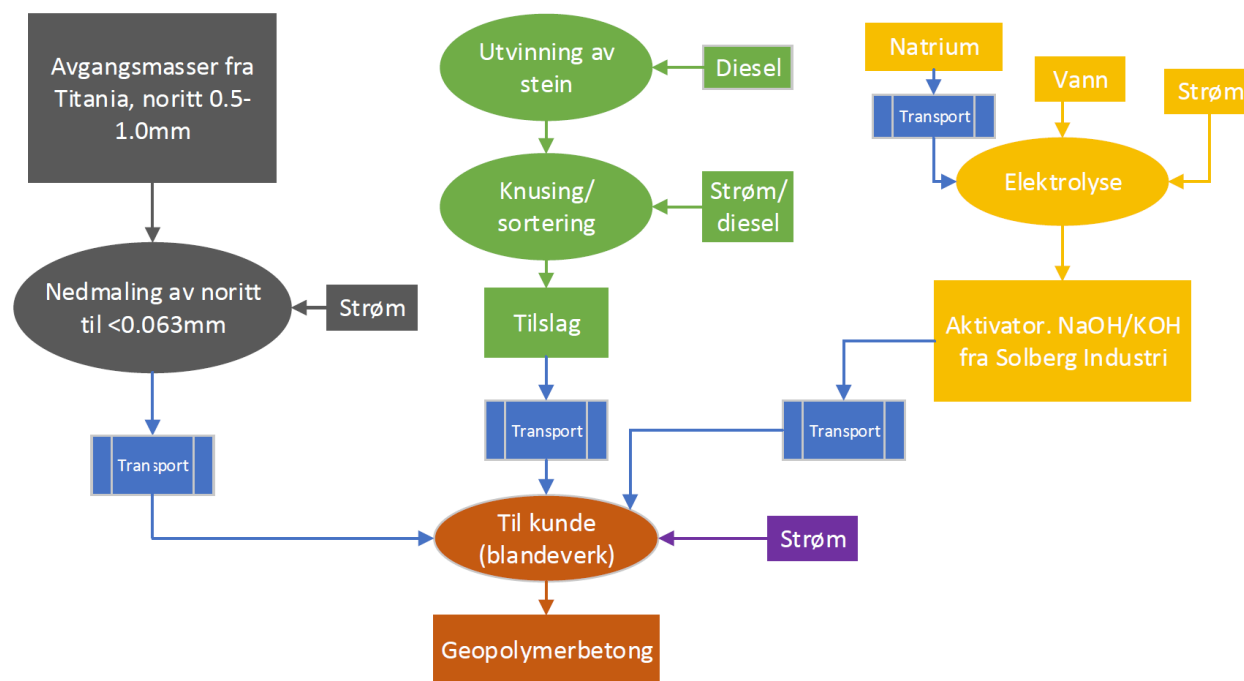 Avgangsmasser fra
Titania, noritt 0.5-
1.0mm
Nedmaling av noritt
til <0.063mm
Strøm
Transport
Utvinning av
stein
Diesel
Knusing/
sortering
Strøm/
diesel
Tilslag
Transport
Natrium
Transport
Vann
Strøm
Elektrolyse
Aktivator. NaOH/KOH
fra Solberg Industri
Transport
Til kunde
(blandeverk)
Strøm
Geopolymerbetong